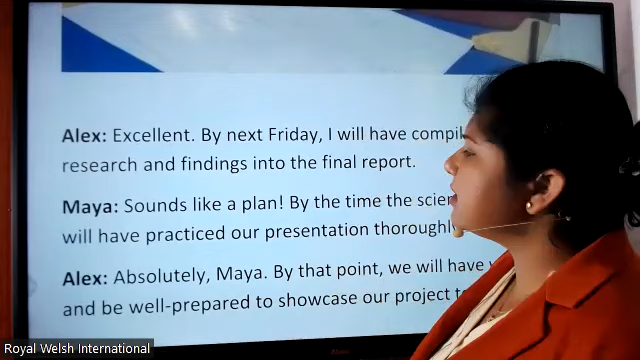 Alex: Excellent. By next Friday, I will have compil
research and findings into the final report.
Maya: Sounds like a plan! By the time the scien
will have practiced our presentation thoroughly
Alex: Absolutely, Maya. By that point, we will have
and be well-prepared to showcase our project
Royal Welsh International